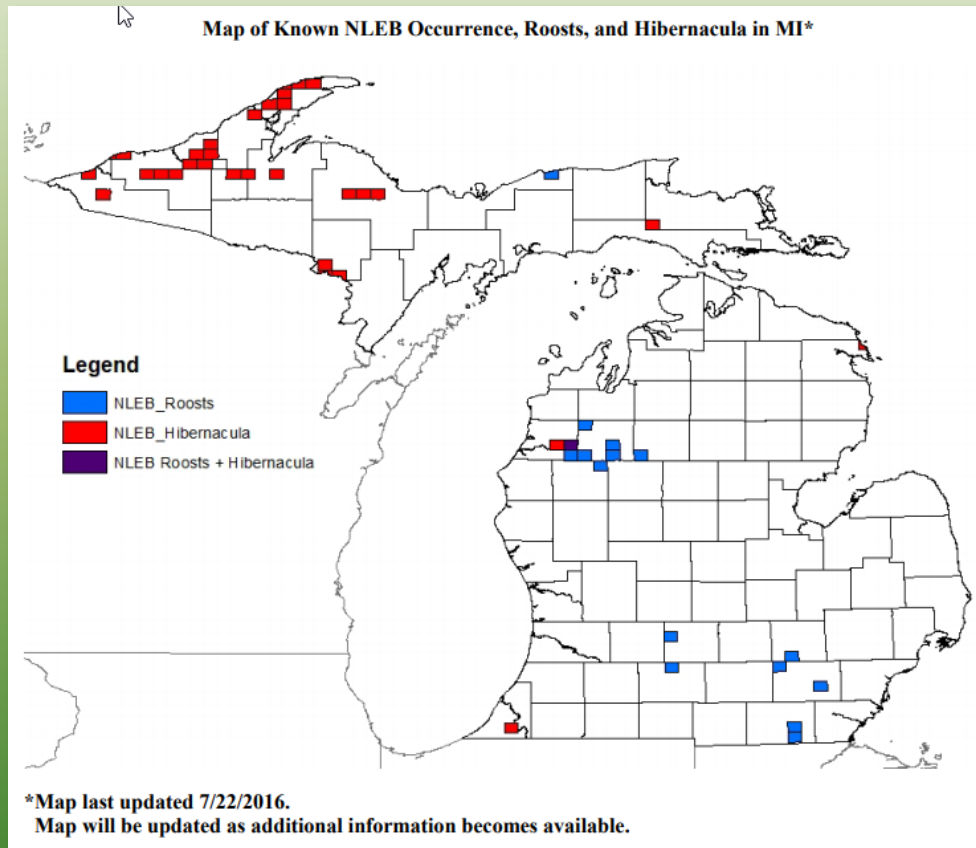 Map of Known NLEB Occurrence, Roosts, and Hibernacula in MI*
Legend
NLEB_Roosts
NLEB_Hibernacula
NLEB Roosts + Hibernacula
*Map last updated 7/22/2016.
Map will be updated as additional information becomes available.